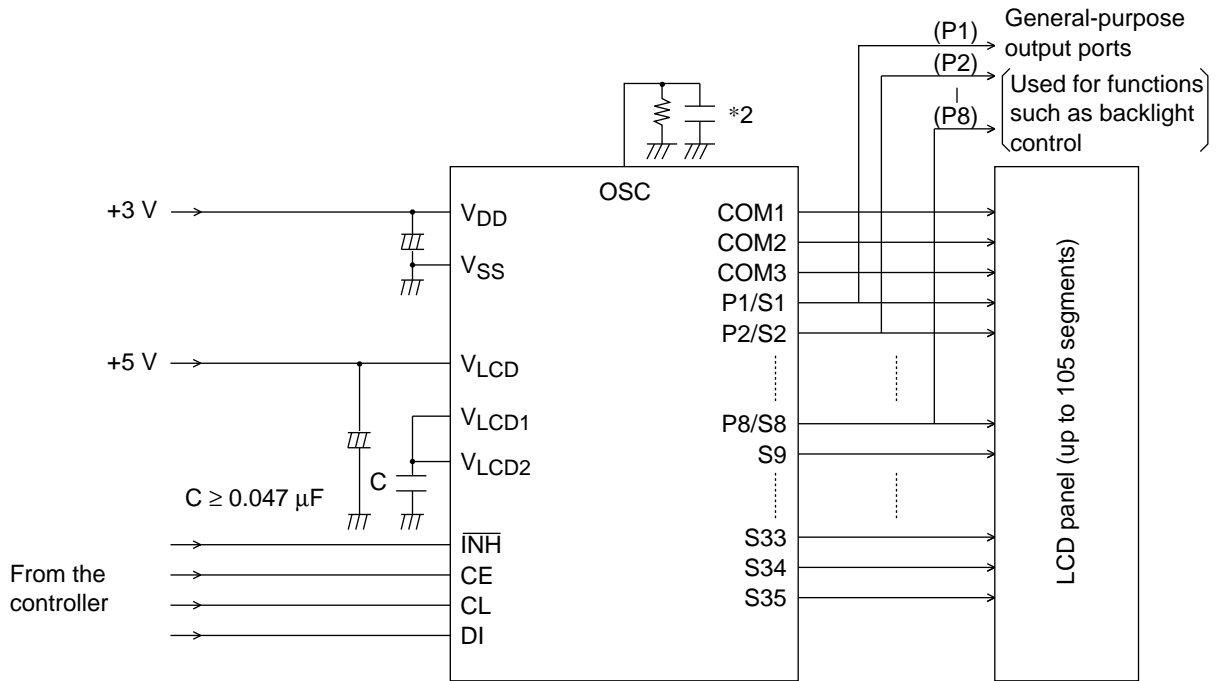 (P1)
General-purpose
output ports
(P2)
(P8)
Used for functions
such as backlight
control
*2
OSC
+3 V
VDD
VSS
+5 V
VLCD
VLCD1
VLCD2
C
C ≥ 0.047 μF
From the
controller
I̅N̅H̅
CE
CL
DI
COM1
COM2
COM3
P1/S1
P2/S2
P8/S8
S9
S33
S34
S35
LCD panel (up to 105 segments)